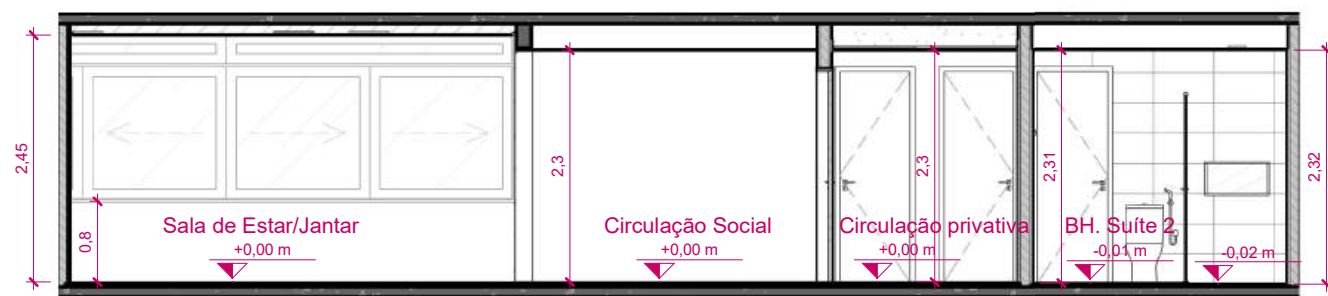 2,45
0,8
Sala de Estar/Jantar
+0,00 m
2,3
Circulação Social
+0,00 m
Circulação privativa
+0,00 m
2,3
2,31
BH. Suíte 2
-0,01 m
-0,02 m
2,32